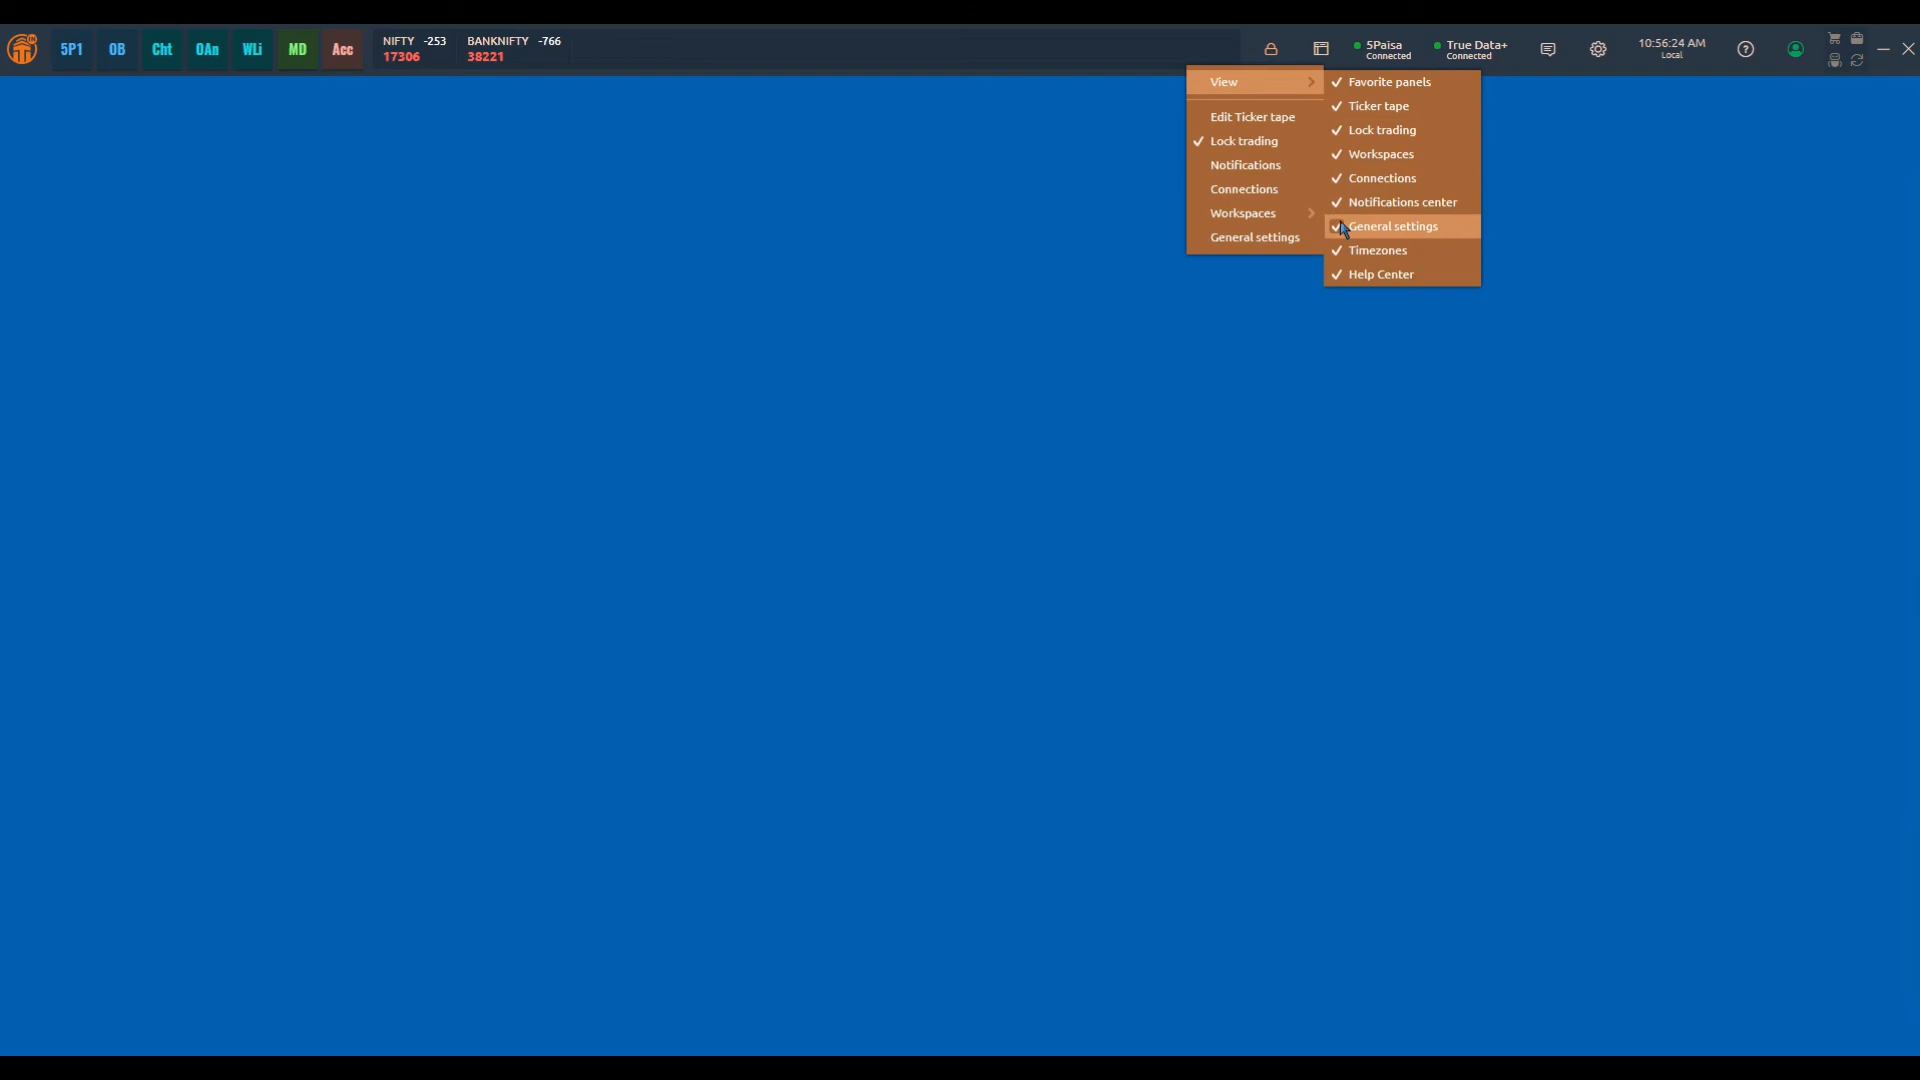 5P1 OB Cht OAn WLi MD Acc
NIFTY -253 BANKNIFTY -766
17306 38221
5Paisa
Connected
True Data+
Connected
10:56:24 AM
Local
View
Edit Ticker tape
Lock trading
Notifications
Connections
Workspaces
General settings
Favorite panels
Ticker tape
Lock trading
Workspaces
Connections
Notifications center
General settings
Timezones
Help Center